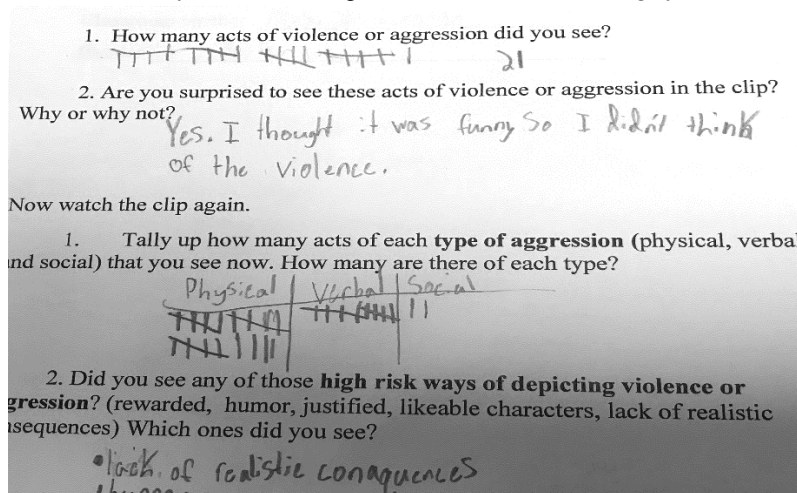 1. How many acts of violence or aggression did you see?
21
2. Are you surprised to see these acts of violence or aggression in the clip?
Why or why not?
Yes. I thought it was funny So I didn't think
of the violence.
Now watch the clip again.
1. Tally up how many acts of each type of aggression (physical, verba
nd social) that you see now. How many are there of each type?
Physical Verbal Social
2. Did you see any of those high risk ways of depicting violence or
gression? (rewarded, humor, justified, likeable characters, lack of realistic
sequences) Which ones did you see?
•lack of realistic conaquences